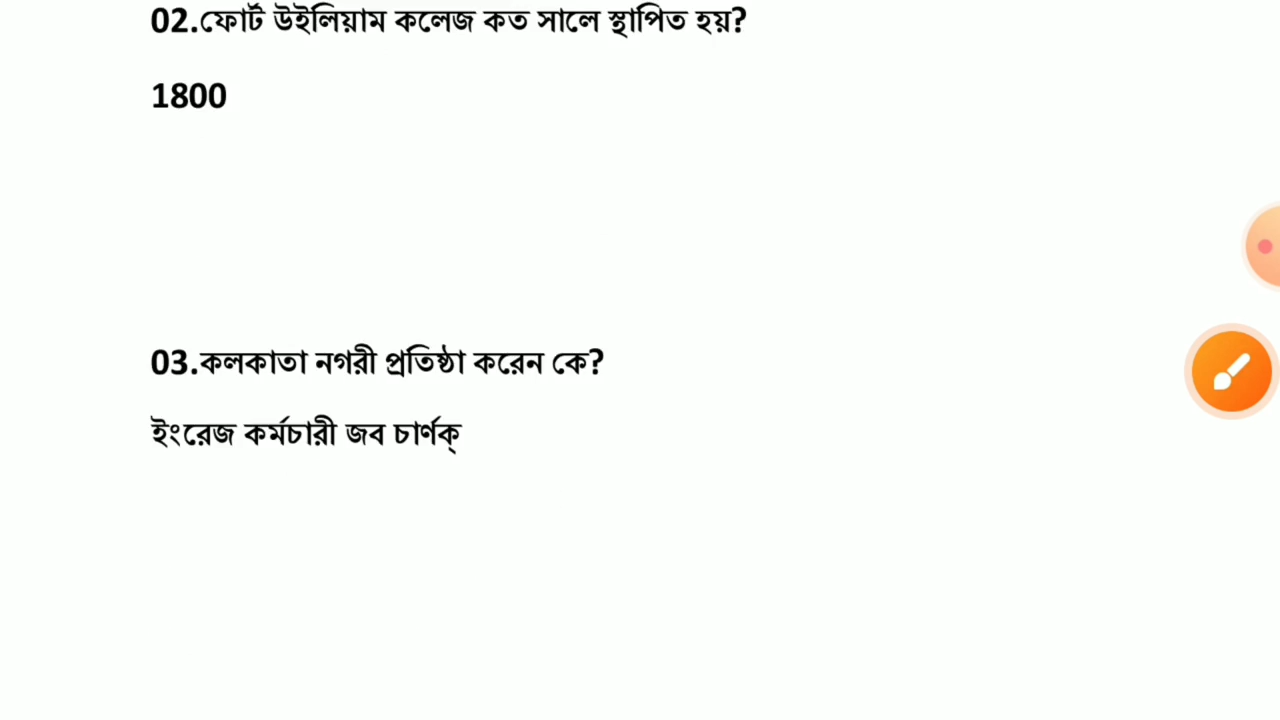 02.ফোর্ট উইলিয়াম কলেজ কত সালে স্থাপিত হয়?
1800
03.কলকাতা নগরী প্রতিষ্ঠা করেন কে?
ইংরেজ কর্মচারী জব চার্ণক্